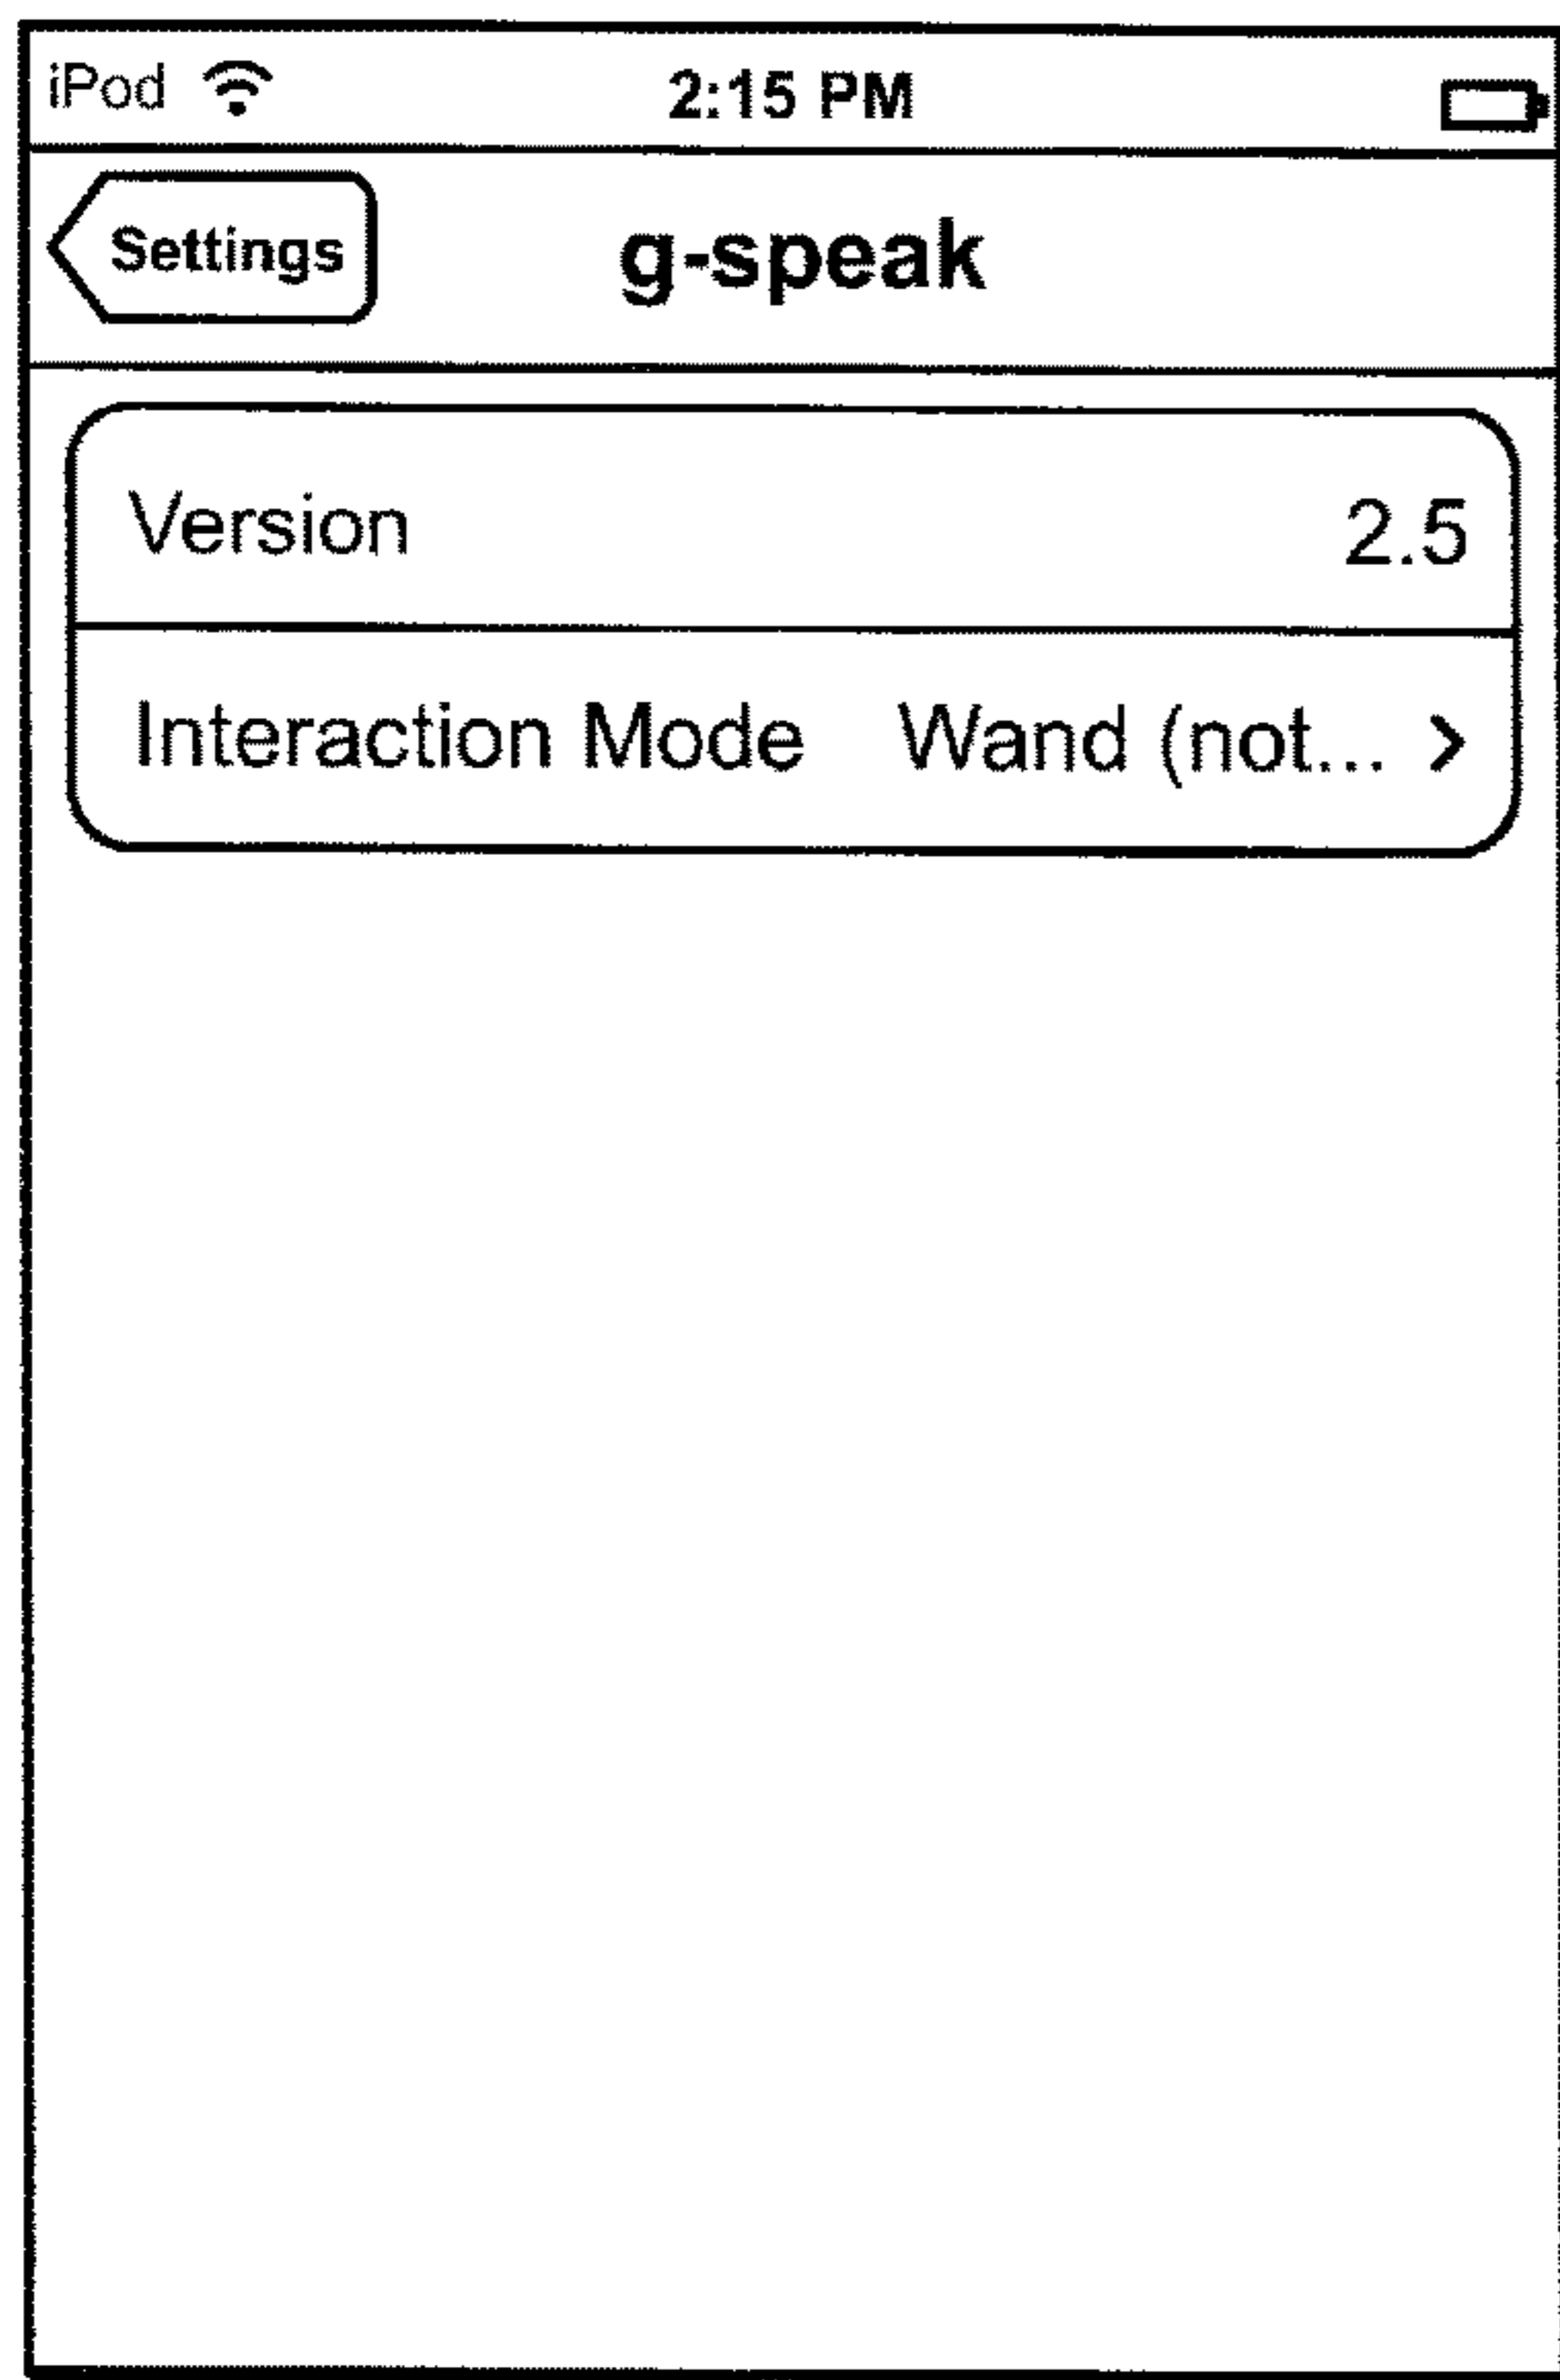 iPod 2:15 PM
Settings g-speak
Version 2.5
Interaction Mode Wand (not... >